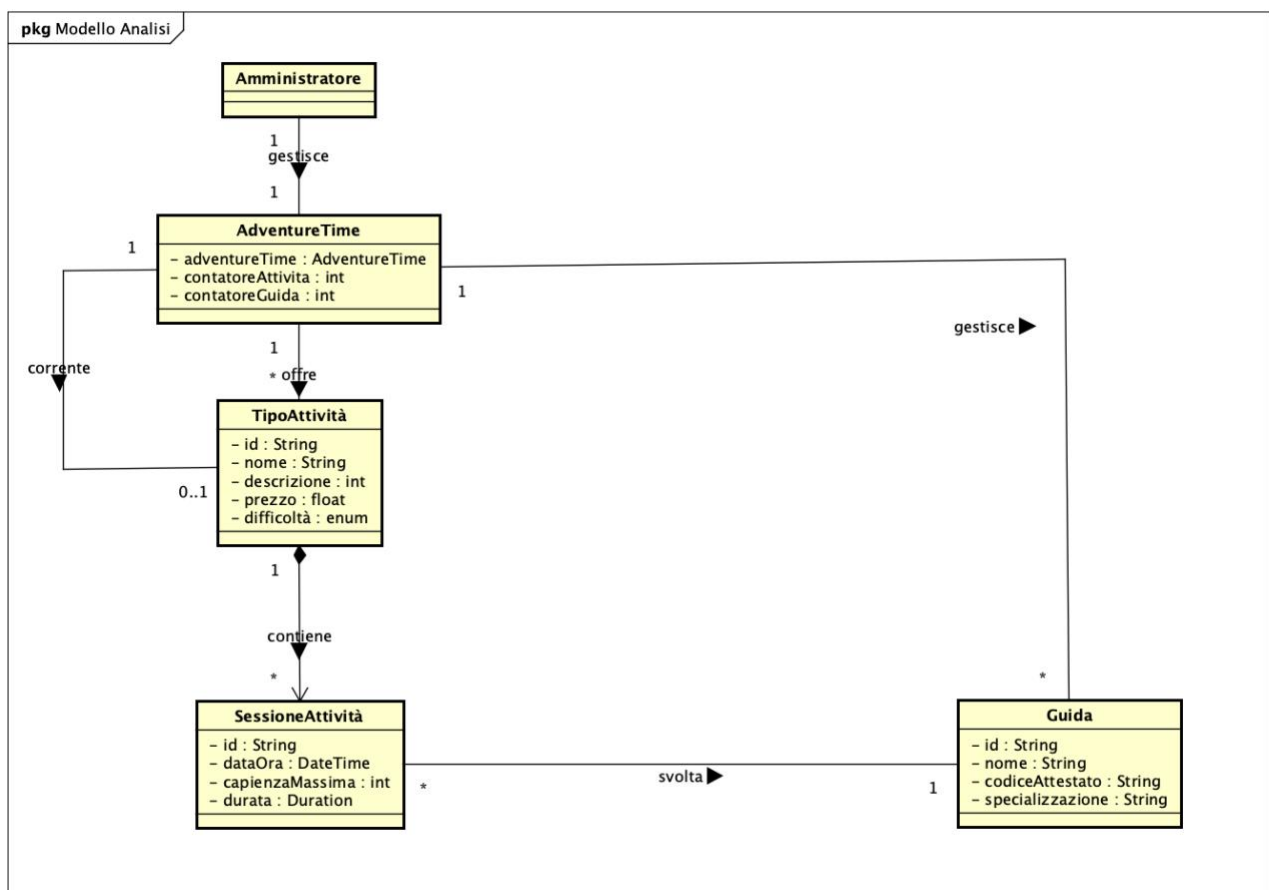 pkg Modello Analisi
Amministratore
1
gestisce
1
AdventureTime
- adventureTime : AdventureTime
- contatoreAttivita : int
- contatoreGuida : int
1
1
gestisce
1
corrente
* offre
TipoAttività
- id : String
- nome : String
- descrizione : int
- prezzo : float
- difficoltà : enum
0..1
1
contiene
*
SessioneAttività
- id : String
- dataOra : DateTime
- capienzaMassima : int
- durata : Duration
*
svolta
1
*
Guida
- id : String
- nome : String
- codiceAttestato : String
- specializzazione : String